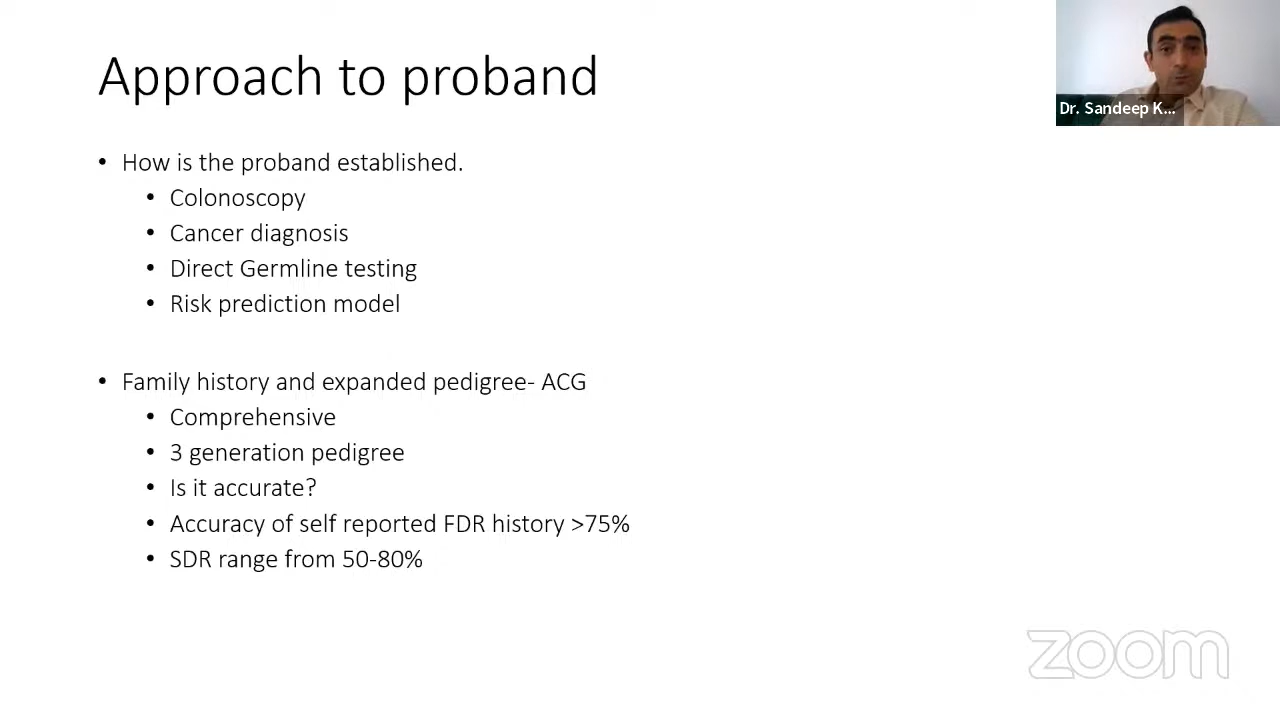 Approach to proband
Dr. Sandeep K...
• How is the proband established.
• Colonoscopy
• Cancer diagnosis
• Direct Germline testing
• Risk prediction model
• Family history and expanded pedigree- ACG
• Comprehensive
• 3 generation pedigree
• Is it accurate?
• Accuracy of self reported FDR history >75%
• SDR range from 50-80%
zoom